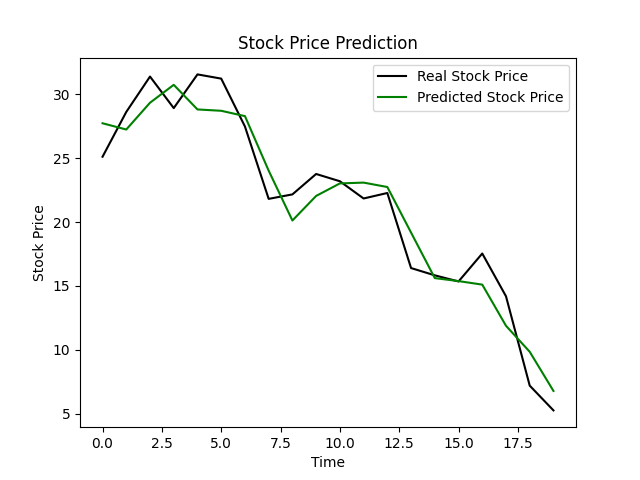 Stock Price Prediction
Real Stock Price
Predicted Stock Price
Stock Price
30
25
20
15
10
5
0.0 2.5 5.0 7.5 10.0 12.5 15.0 17.5
Time